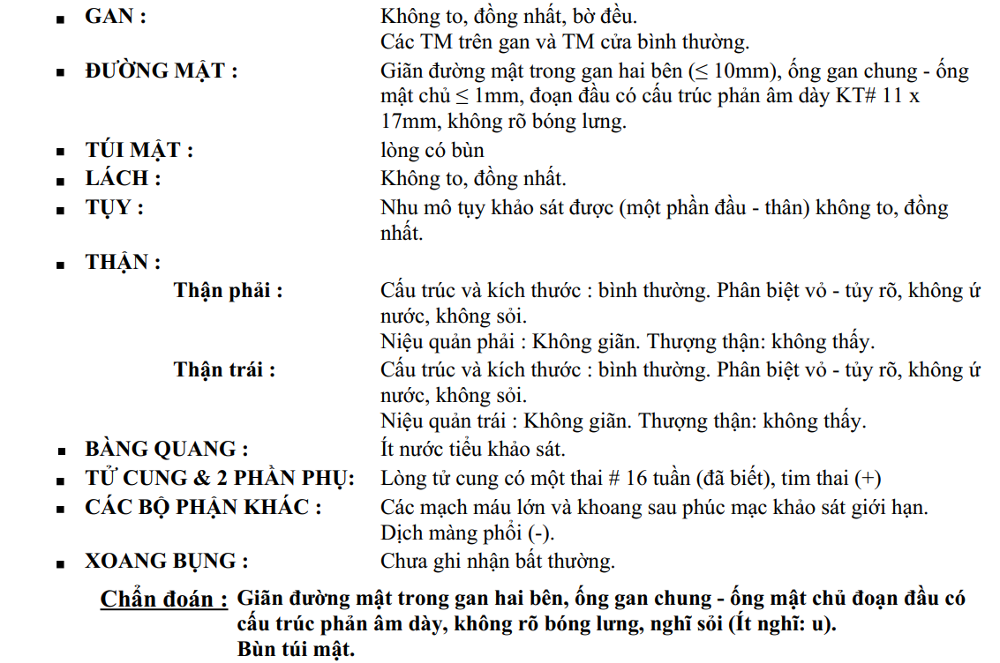 ▪ GAN : Không to, đồng nhất, bờ đều.
Các TM trên gan và TM cửa bình thường.
▪ ĐƯỜNG MẬT : Giãn đường mật trong gan hai bên (≤ 10mm), ống gan chung - ống
mật chủ ≤ 1mm, đoạn đầu có cấu trúc phản âm dày KT# 11 x
17mm, không rõ bóng lưng.
▪ TÚI MẬT : lòng có bùn
▪ LÁCH : Không to, đồng nhất.
▪ TỤY : Nhu mô tụy khảo sát được (một phần đầu - thân) không to, đồng
nhất.
▪ THẬN :
Thận phải : Cấu trúc và kích thước : bình thường. Phân biệt vỏ - tủy rõ, không ứ
nước, không sỏi.
Niệu quản phải : Không giãn. Thượng thận: không thấy.
Thận trái : Cấu trúc và kích thước : bình thường. Phân biệt vỏ - tủy rõ, không ứ
nước, không sỏi.
Niệu quản trái : Không giãn. Thượng thận: không thấy.
▪ BÀNG QUANG : Ít nước tiểu khảo sát.
▪ TỬ CUNG & 2 PHẦN PHỤ: Lòng tử cung có một thai # 16 tuần (đã biết), tim thai (+)
▪ CÁC BỘ PHẬN KHÁC : Các mạch máu lớn và khoang sau phúc mạc khảo sát giới hạn.
Dịch màng phổi (-).
▪ XOANG BỤNG : Chưa ghi nhận bất thường.
Chẩn đoán : Giãn đường mật trong gan hai bên, ống gan chung - ống mật chủ đoạn đầu có
cấu trúc phản âm dày, không rõ bóng lưng, nghĩ sỏi (Ít nghĩ: u).
Bùn túi mật.